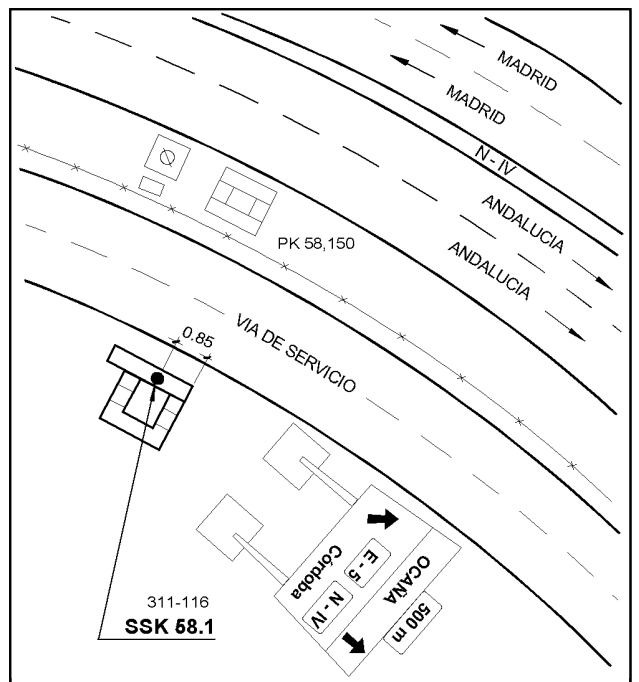 MADRID
MADRID
N-IV
ANDALUCIA
ANDALUCIA
PK 58,150
0.85
VIA DE SERVICIO
Córdoba
E - 5
N - IV
OCAÑA
500 m
311-116
SSK 58.1